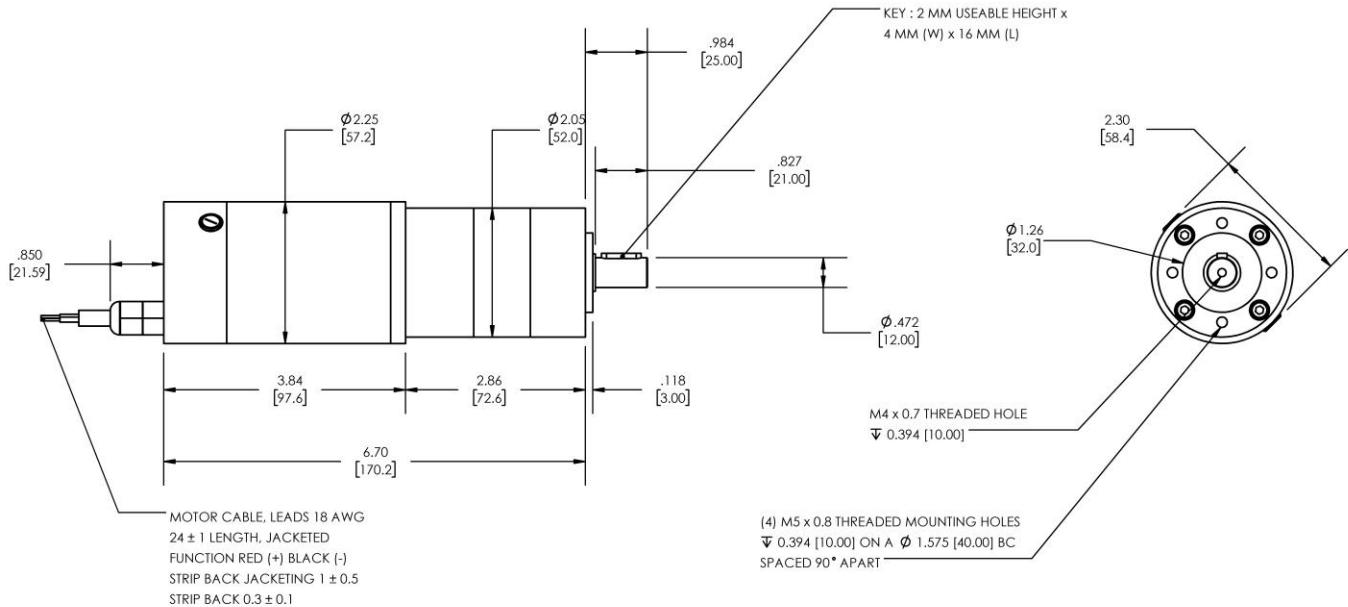 KEY : 2 MM USEABLE HEIGHT x
4 MM (W) x 16 MM (L)
.984
[25.00]
Ø2.25
[57.2]
Ø2.05
[52.0]
2.30
[58.4]
.827
[21.00]
Ø1.26
[32.0]
.850
[21.59]
Ø.472
[12.00]
3.84
[97.6]
2.86
[72.6]
.118
[3.00]
M4 x 0.7 THREADED HOLE
↧ 0.394 [10.00]
6.70
[170.2]
MOTOR CABLE, LEADS 18 AWG
24 ± 1 LENGTH, JACKETED
FUNCTION RED (+) BLACK (-)
STRIP BACK JACKETING 1 ± 0.5
STRIP BACK 0.3 ± 0.1
(4) M5 x 0.8 THREADED MOUNTING HOLES
↧ 0.394 [10.00] ON A Ø 1.575 [40.00] BC
SPACED 90° APART